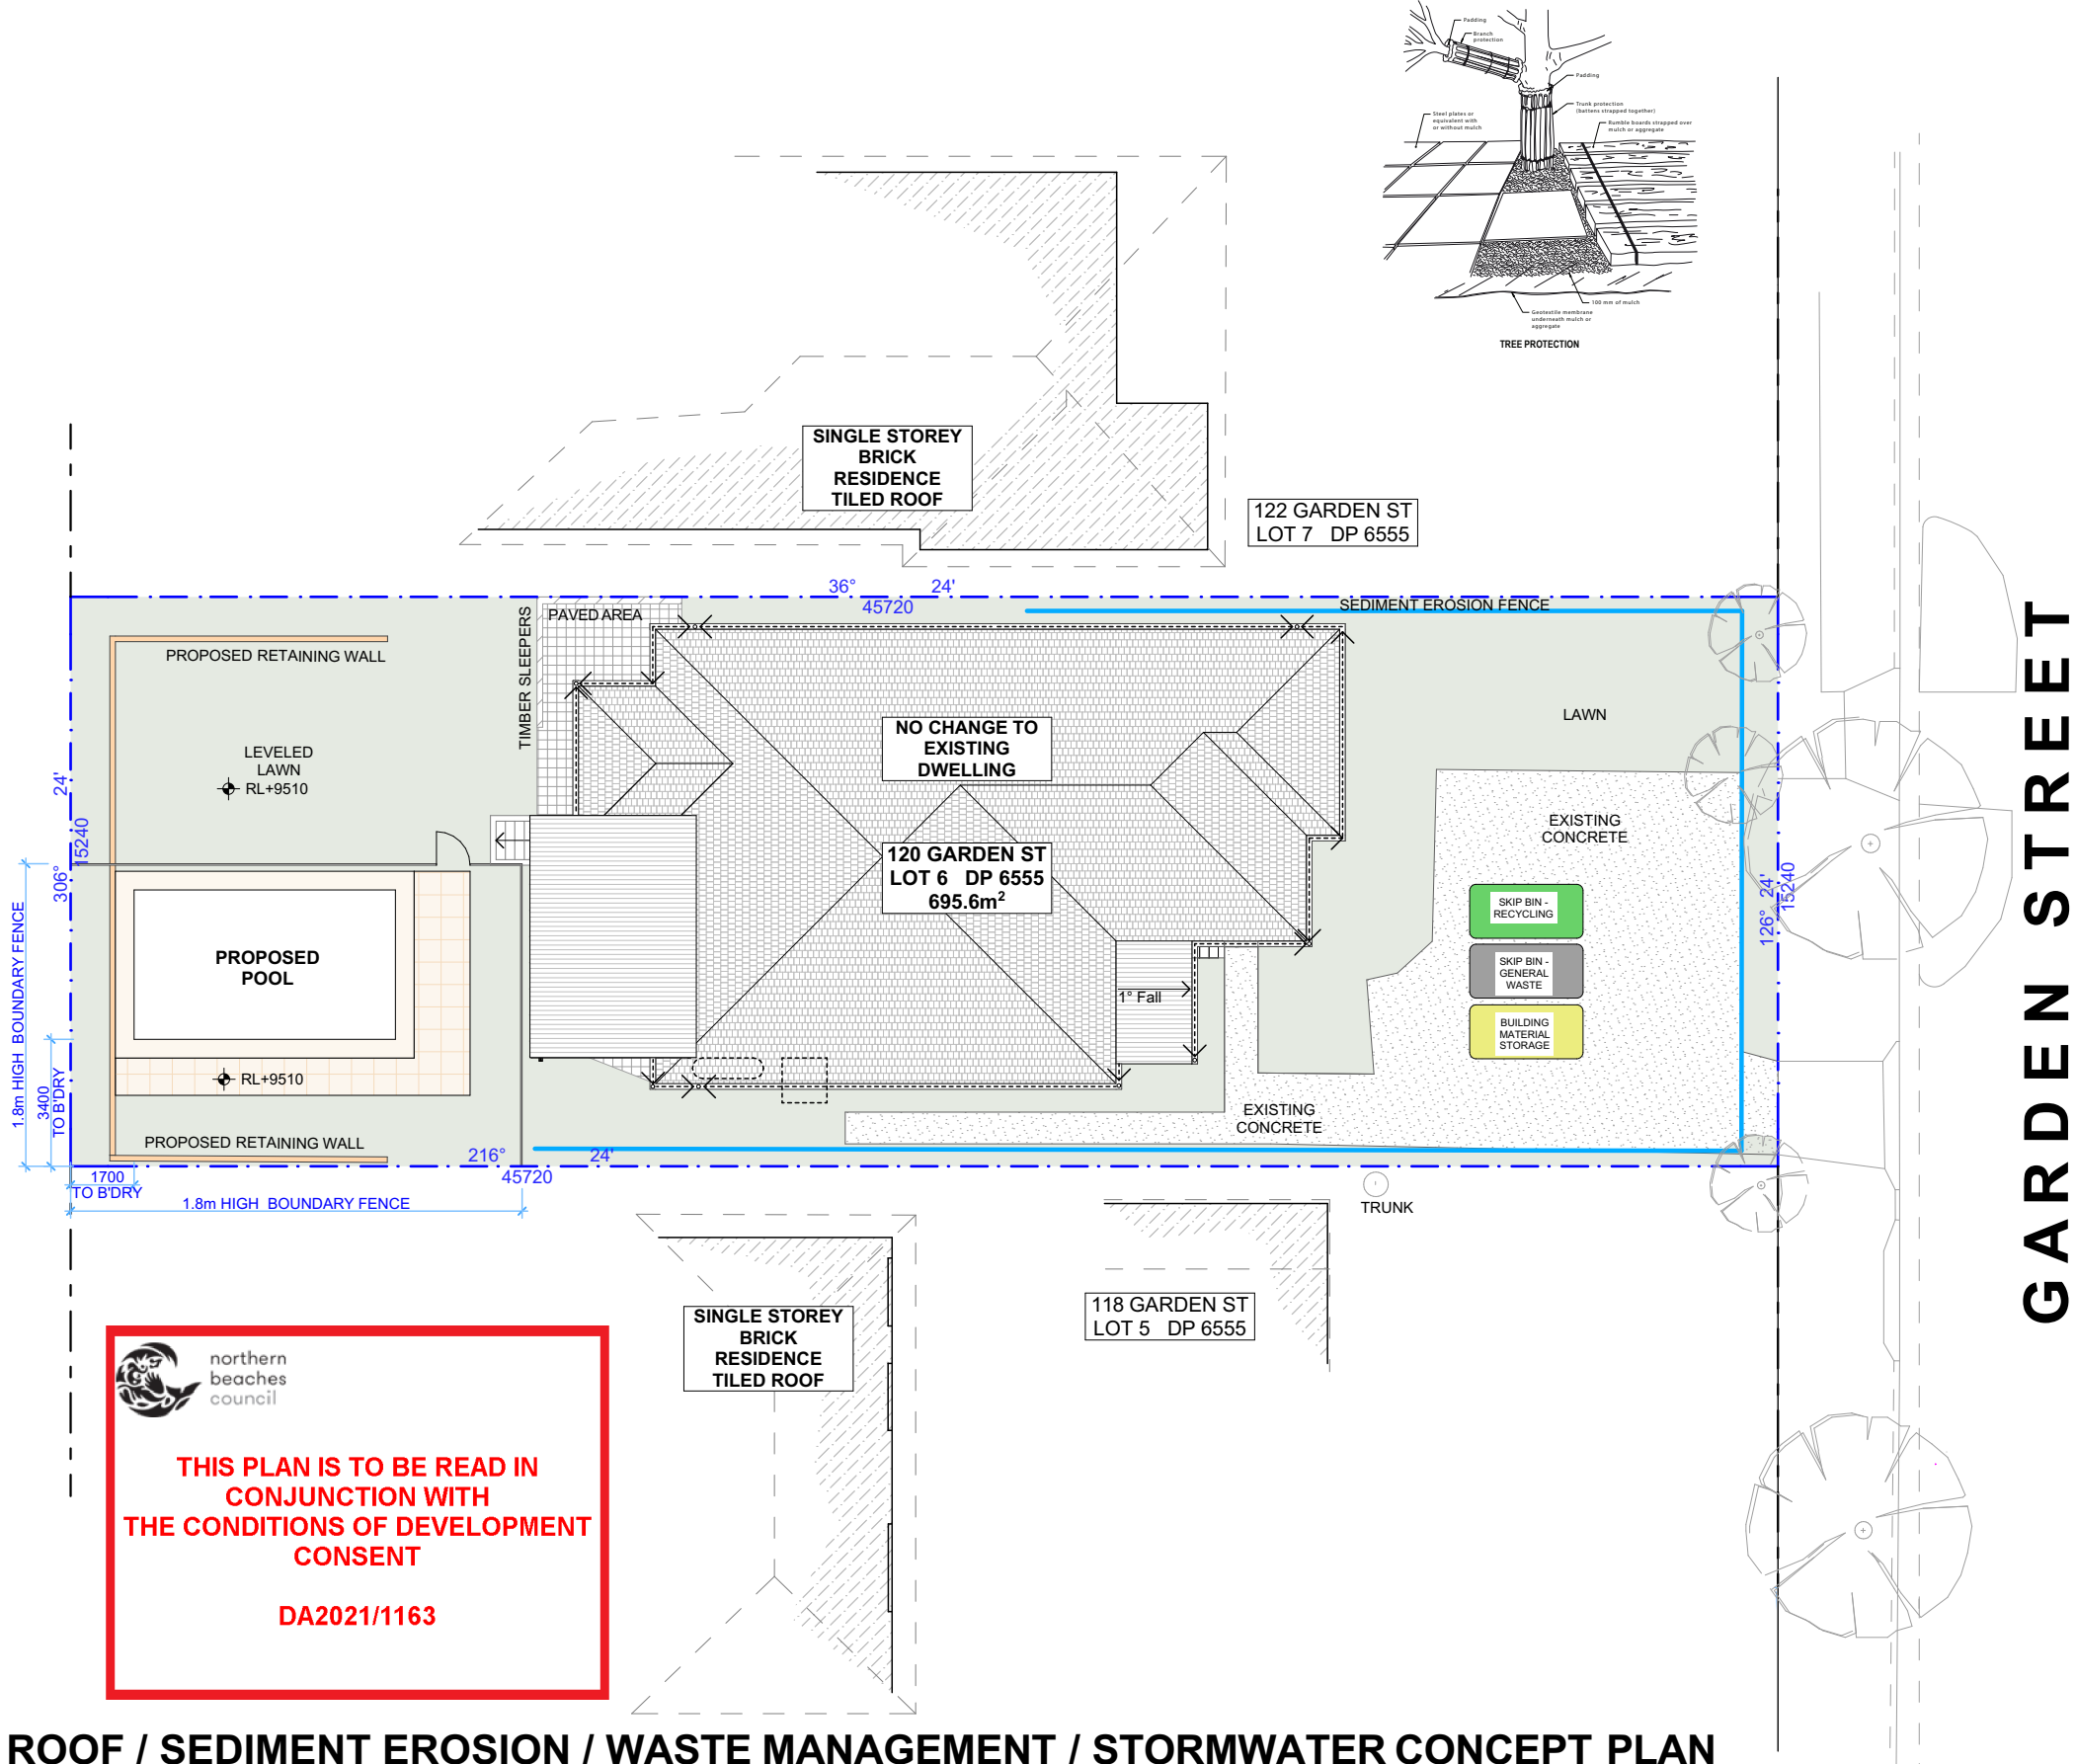 Padding
Branch
protection
Padding
Trunk protection
(battens strapped together)
Steel plates or
equivalent with
or without mulch
Rumble boards strapped over
mulch or aggregate
100 mm of mulch
Geotextile membrane
underneath mulch or
aggregate
TREE PROTECTION
SINGLE STOREY
BRICK
RESIDENCE
TILED ROOF
122 GARDEN ST
LOT 7 DP 6555
36° 24'
45720
SEDIMENT EROSION FENCE
PAVED AREA
TIMBER SLEEPERS
PROPOSED RETAINING WALL
LAWN
NO CHANGE TO
EXISTING
DWELLING
LEVELED
LAWN
RL+9510
306° 24'
15240
EXISTING
CONCRETE
120 GARDEN ST
LOT 6 DP 6555
695.6m²
SKIP BIN -
RECYCLING
SKIP BIN -
GENERAL
WASTE
BUILDING
MATERIAL
STORAGE
126° 24'
15240
GARDEN STREET
PROPOSED
POOL
1° Fall
1.8m HIGH BOUNDARY FENCE
3400
TO B'DRY
RL+9510
EXISTING
CONCRETE
PROPOSED RETAINING WALL
216° 24'
45720
1700
TO B'DRY
1.8m HIGH BOUNDARY FENCE
TRUNK
118 GARDEN ST
LOT 5 DP 6555
SINGLE STOREY
BRICK
RESIDENCE
TILED ROOF
northern
beaches
council
THIS PLAN IS TO BE READ IN
CONJUNCTION WITH
THE CONDITIONS OF DEVELOPMENT
CONSENT
DA2021/1163
ROOF / SEDIMENT EROSION / WASTE MANAGEMENT / STORMWATER CONCEPT PLAN